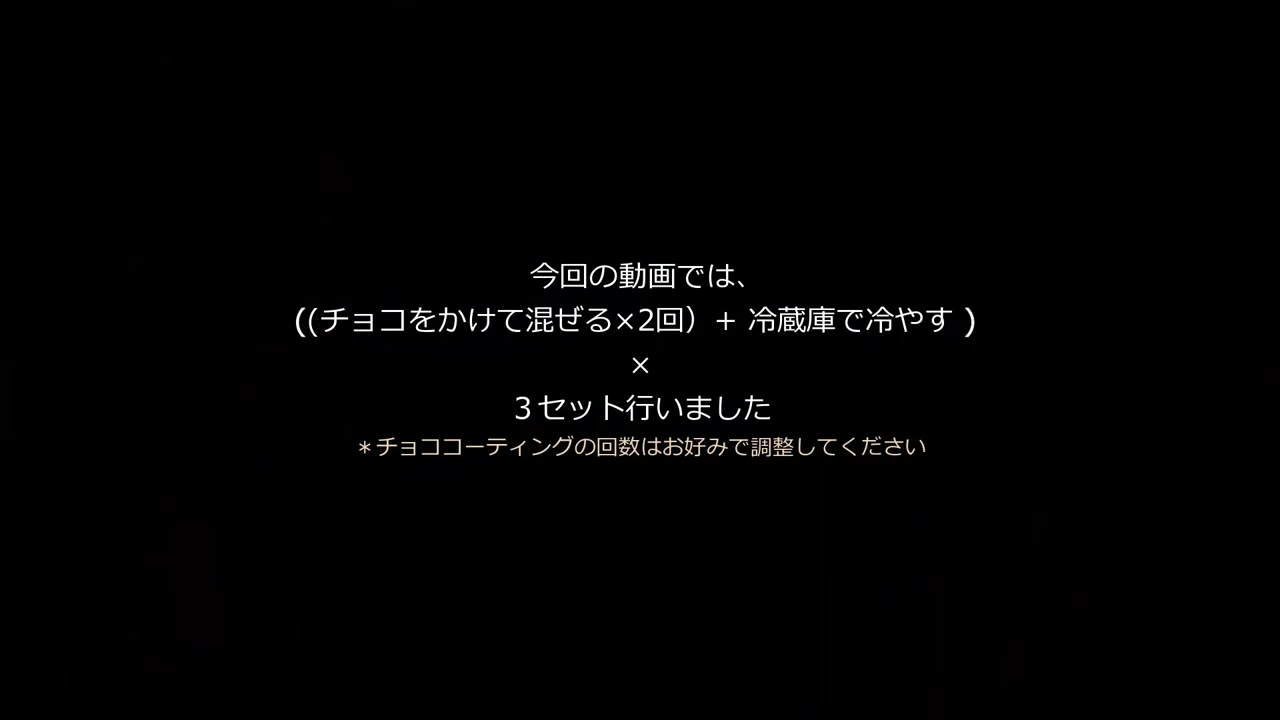 今回の動画では、
((チョコをかけて混ぜる×2回）＋ 冷蔵庫で冷やす )
×
３セット行いました
＊チョココーティングの回数はお好みで調整してください